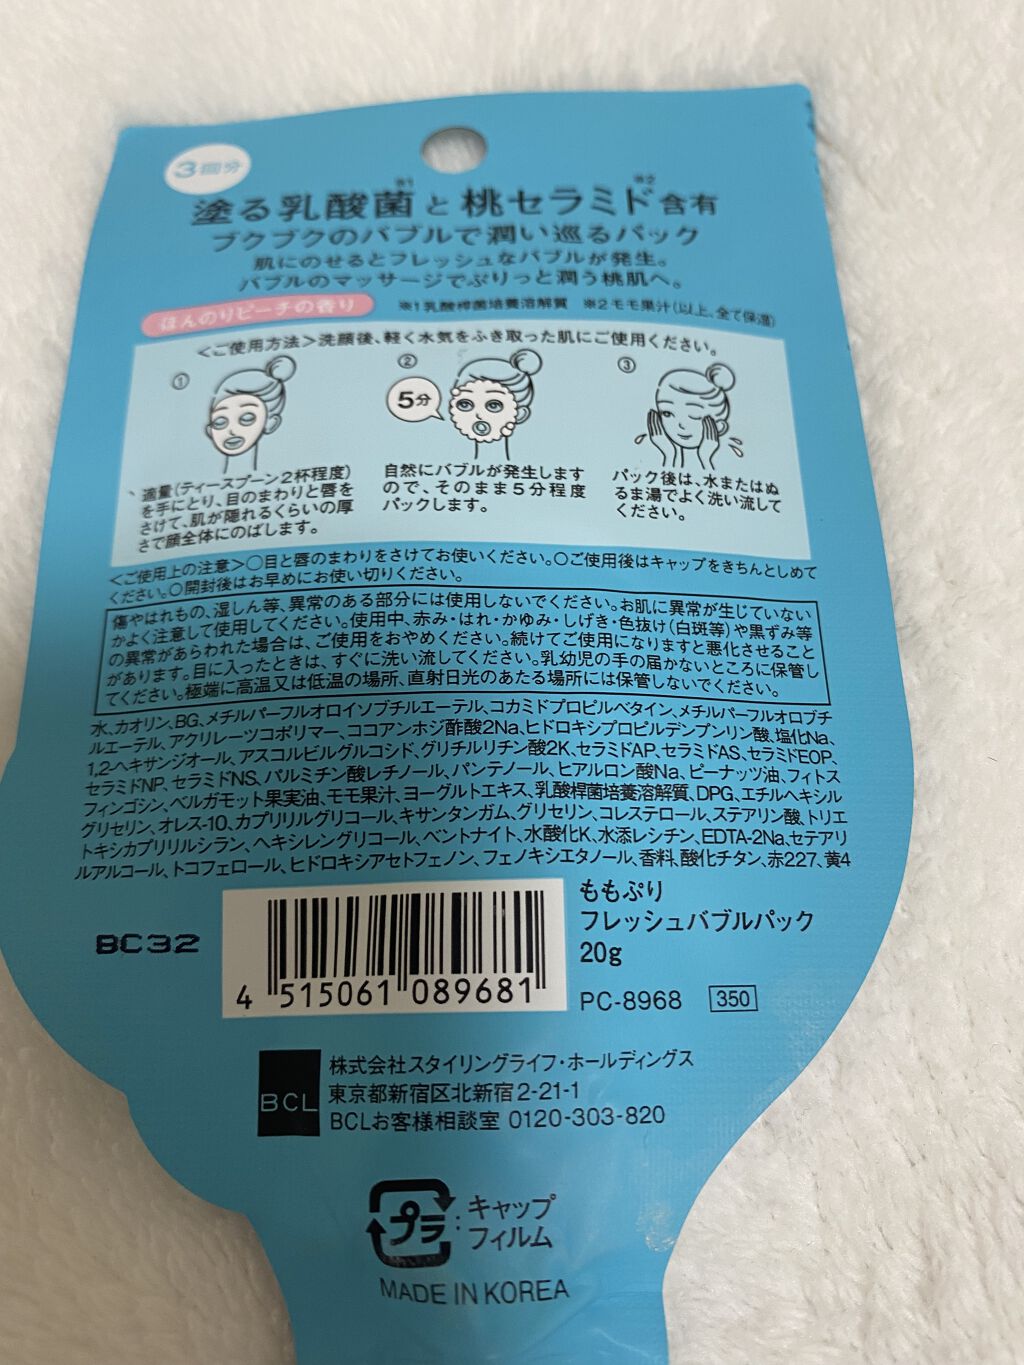 3回分
塗る乳酸菌※1と桃セラミド※2含有
ブクブクのバブルで潤い巡るパック
肌にのせるとフレッシュなバブルが発生。
バブルのマッサージでぷりっと潤う桃肌へ。
ほんのりピーチの香り
※1乳酸桿菌培養溶解質 ※2モモ果汁(以上、全て保湿)
<ご使用方法>洗顔後、軽く水気をふき取った肌にご使用ください。
①
適量(ティースプーン2杯程度)
を手にとり、目のまわりと唇を
さけて、肌が隠れるくらいの厚
さで顔全体にのばします。
②
5分
自然にバブルが発生します
ので、そのまま5分程度
パックします。
③
パック後は、水またはぬ
るま湯でよく洗い流して
ください。
<ご使用上の注意>○目と唇のまわりをさけてお使いください。○ご使用後はキャップをきちんとしめて
ください。○開封後はお早めにお使い切りください。
傷やはれもの、湿しん等、異常のある部分には使用しないでください。お肌に異常が生じていない
かよく注意して使用してください。使用中、赤み・はれ・かゆみ・しげき・色抜け(白斑等)や黒ずみ等
の異常があらわれた場合は、ご使用をおやめください。続けてご使用になりますと悪化させること
があります。目に入ったときは、すぐに洗い流してください。乳幼児の手の届かないところに保管し
てください。極端に高温又は低温の場所、直射日光のあたる場所には保管しないでください。
水、カオリン、BG、メチルパーフルオロイソブチルエーテル、コカミドプロピルベタイン、メチルパーフルオロブチ
ルエーテル、アクリレーツコポリマー、ココアンホジ酢酸2Na、ヒドロキシプロピルデンプンリン酸、塩化Na、
1,2-ヘキサンジオール、アスコルビルグルコシド、グリチルリチン酸2K、セラミドAP、セラミドAS、セラミドEOP、
セラミドNP、セラミドNS、パルミチン酸レチノール、パンテノール、ヒアルロン酸Na、ピーナッツ油、フィトス
フィンゴシン、ベルガモット果実油、モモ果汁、ヨーグルトエキス、乳酸桿菌培養溶解質、DPG、エチルヘキシル
グリセリン、オレス-10、カプリリルグリコール、キサンタンガム、グリセリン、コレステロール、ステアリン酸、トリエ
トキシカプリリルシラン、ヘキシレングリコール、ベントナイト、水酸化K、水添レシチン、EDTA-2Na、セテアリ
ルアルコール、トコフェロール、ヒドロキシアセトフェノン、フェノキシエタノール、香料、酸化チタン、赤227、黄4
BC32
4 515061 089681
ももぷり
フレッシュバブルパック
20g
PC-8968 350
BCL
株式会社スタイリングライフ・ホールディングス
東京都新宿区北新宿2-21-1
BCLお客様相談室 0120-303-820
プラ
:キャップ
フィルム
MADE IN KOREA